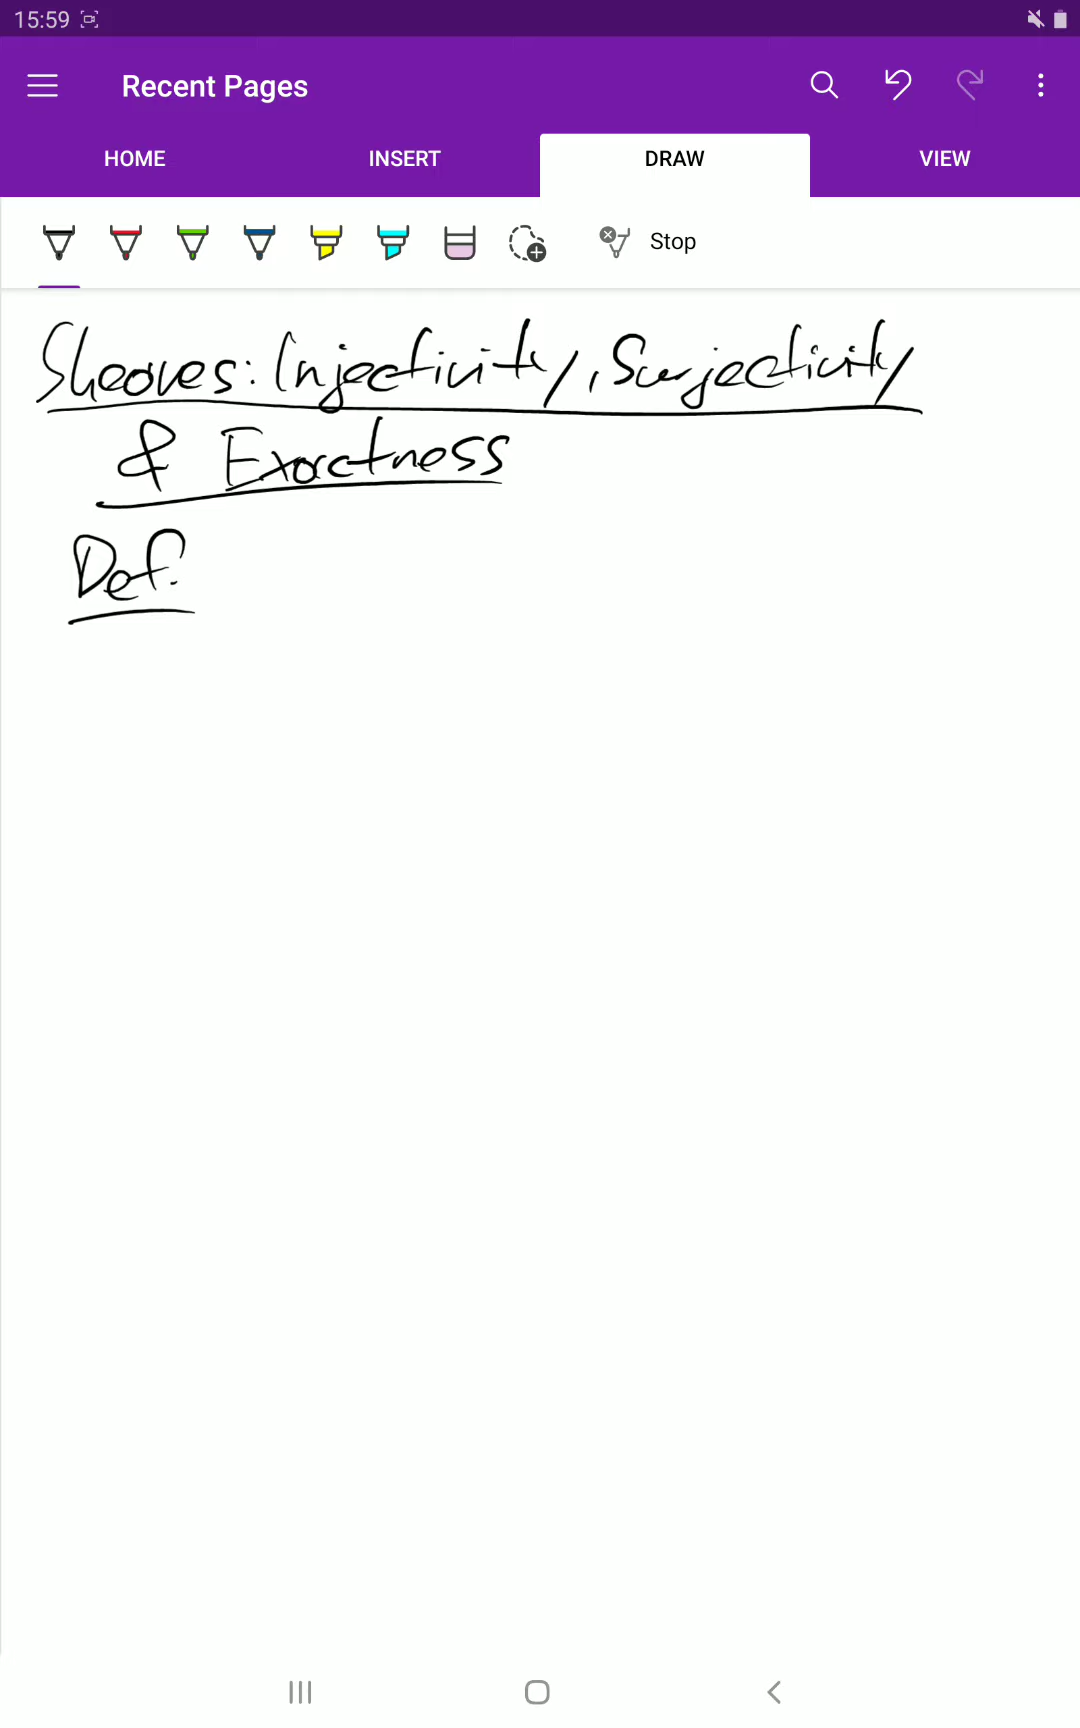 15:59
Recent Pages
HOME INSERT DRAW VIEW
Stop
Sheaves: Injectivity, Surjectivity
& Exactness
Def.